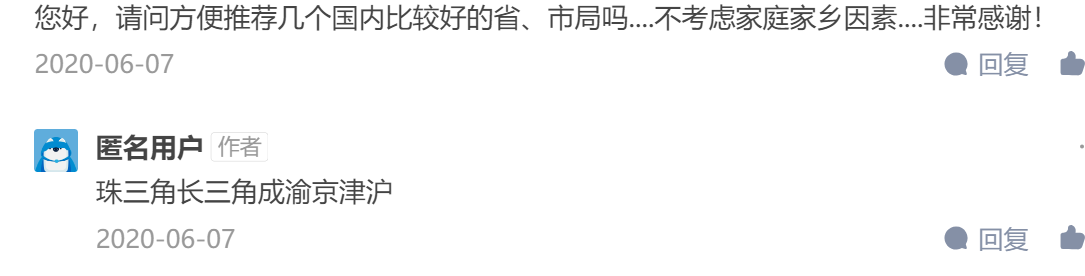 您好，请问方便推荐几个国内比较好的省、市局吗....不考虑家庭家乡因素....非常感谢！
2020-06-07 回复
匿名用户 作者
珠三角长三角成渝京津沪
2020-06-07 回复